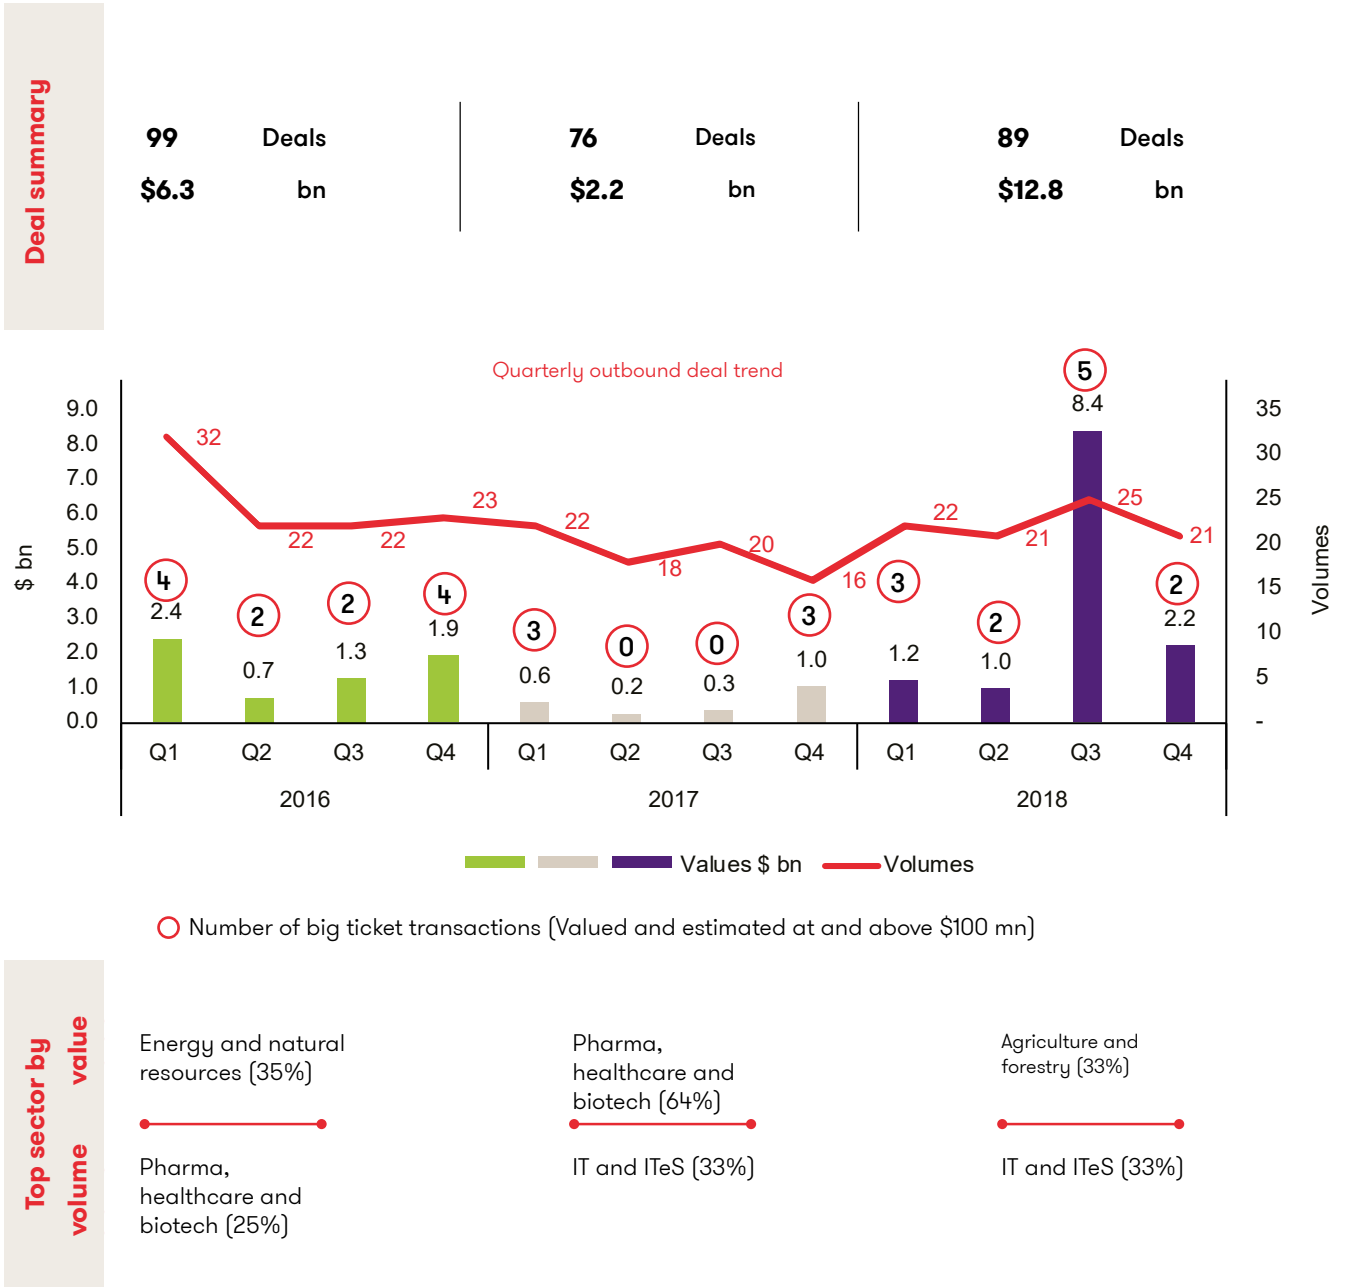 Deal summary
99 Deals
$6.3 bn
76 Deals
$2.2 bn
89 Deals
$12.8 bn
Quarterly outbound deal trend
$ bn
9.0
8.0
7.0
6.0
5.0
4.0
3.0
2.0
1.0
0.0
32
22
22
23
22
18
20
16
22
21
25
21
4
2
2
4
3
0
0
3
3
2
5
2
2.4
0.7
1.3
1.9
0.6
0.2
0.3
1.0
1.2
1.0
8.4
2.2
35
30
25
20
15
10
5
-
Volumes
Q1 Q2 Q3 Q4 Q1 Q2 Q3 Q4 Q1 Q2 Q3 Q4
2016 2017 2018
Values $ bn Volumes
Number of big ticket transactions (Valued and estimated at and above $100 mn)
Top sector by
volume value
Energy and natural
resources (35%)
Pharma,
healthcare and
biotech (25%)
Pharma,
healthcare and
biotech (64%)
IT and ITeS (33%)
Agriculture and
forestry (33%)
IT and ITeS (33%)